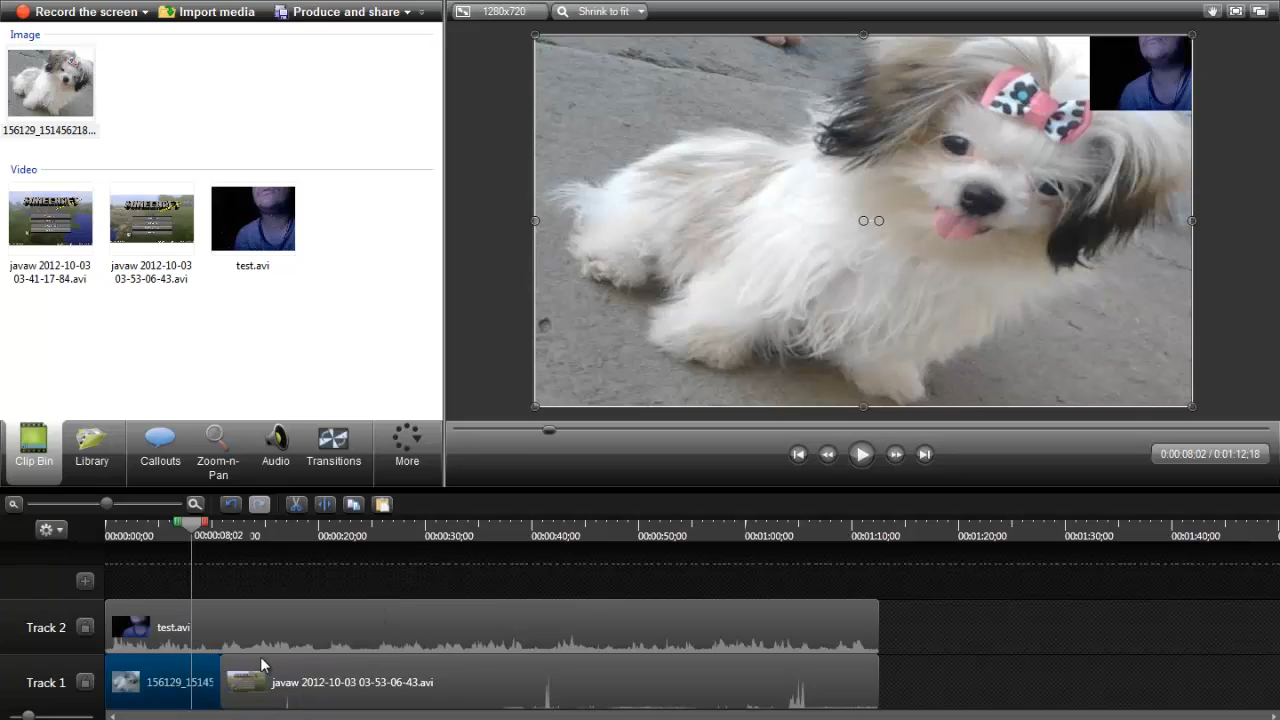 Record the screen
Import media
Produce and share
1280x720
Shrink to fit
Image
156129_151456218...
Video
MINECRAFT
MINECRAFT
javaw 2012-10-03
03-41-17-84.avi
javaw 2012-10-03
03-53-06-43.avi
test.avi
Clip Bin
Library
Callouts
Zoom-n-
Pan
Audio
Transitions
More
0:00:08;02 / 0:01:12;18
00:00:00;00
00:00:08;02
00
00:00:20;00
00:00:30;00
00:00:40;00
00:00:50;00
00:01:00;00
00:01:10;00
00:01:20;00
00:01:30;00
00:01:40;00
Track 2
test.avi
Track 1
156129_15145
javaw 2012-10-03 03-53-06-43.avi